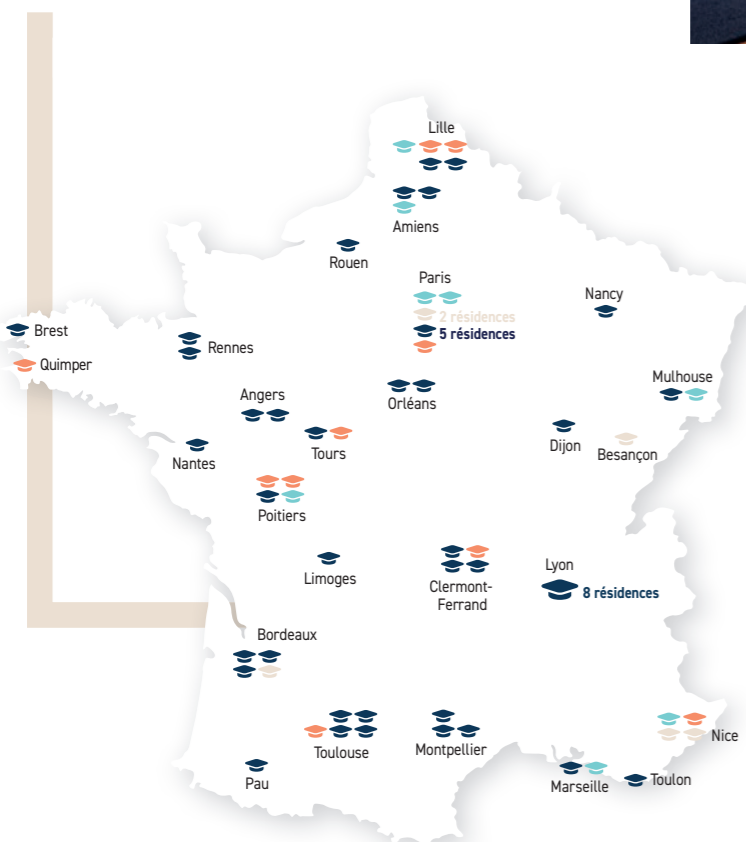 Lille
Amiens
Rouen
Paris
2 résidences
5 résidences
Nancy
Brest
Rennes
Quimper
Mulhouse
Angers
Orléans
Tours
Dijon
Besançon
Nantes
Poitiers
Limoges
Clermont-
Ferrand
Lyon
8 résidences
Bordeaux
Toulouse
Montpellier
Nice
Pau
Marseille
Toulon